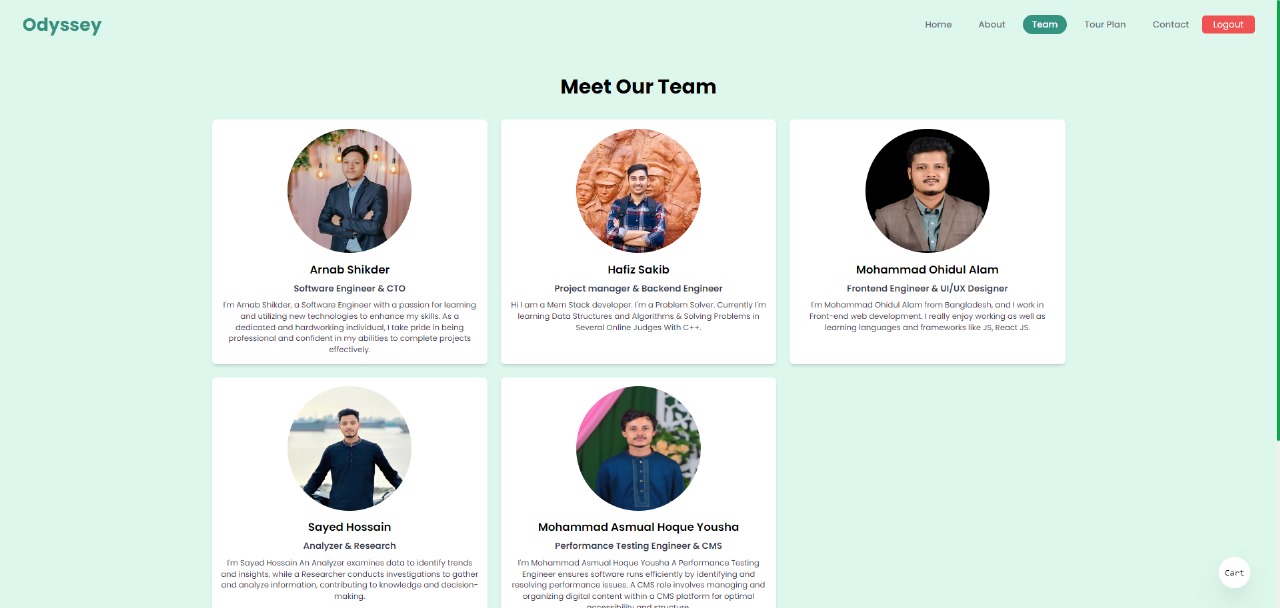 Odyssey
Home About Team Tour Plan Contact Logout
Meet Our Team
Arnab Shikder
Software Engineer & CTO
I'm Arnab Shikder, a Software Engineer with a passion for learning
and utilizing new technologies to enhance my skills. As a
dedicated and hardworking individual, I take pride in being
professional and confident in my abilities to complete projects
effectively.
Hafiz Sakib
Project manager & Backend Engineer
Hi I am a Mern Stack developer. I'm a Problem Solver. Currently I'm
learning Data Structures and Algorithms & Solving Problems in
Several Online Judges With C++.
Mohammad Ohidul Alam
Frontend Engineer & UI/UX Designer
I'm Mohammad Ohidul Alam from Bangladesh, and I work in
Front-end web development. I really enjoy working as well as
learning languages and frameworks like JS, React JS.
Sayed Hossain
Analyzer & Research
I'm Sayed Hossain An Analyzer examines data to identify trends
and insights, while a Researcher conducts investigations to gather
and analyze information, contributing to knowledge and decision-
making.
Mohammad Asmual Hoque Yousha
Performance Testing Engineer & CMS
I'm Mohammad Asmual Hoque Yousha A Performance Testing
Engineer ensures software runs efficiently by identifying and
resolving performance issues. A CMS role involves managing and
organizing digital content within a CMS platform for optimal
accessibility and structure.
Cart